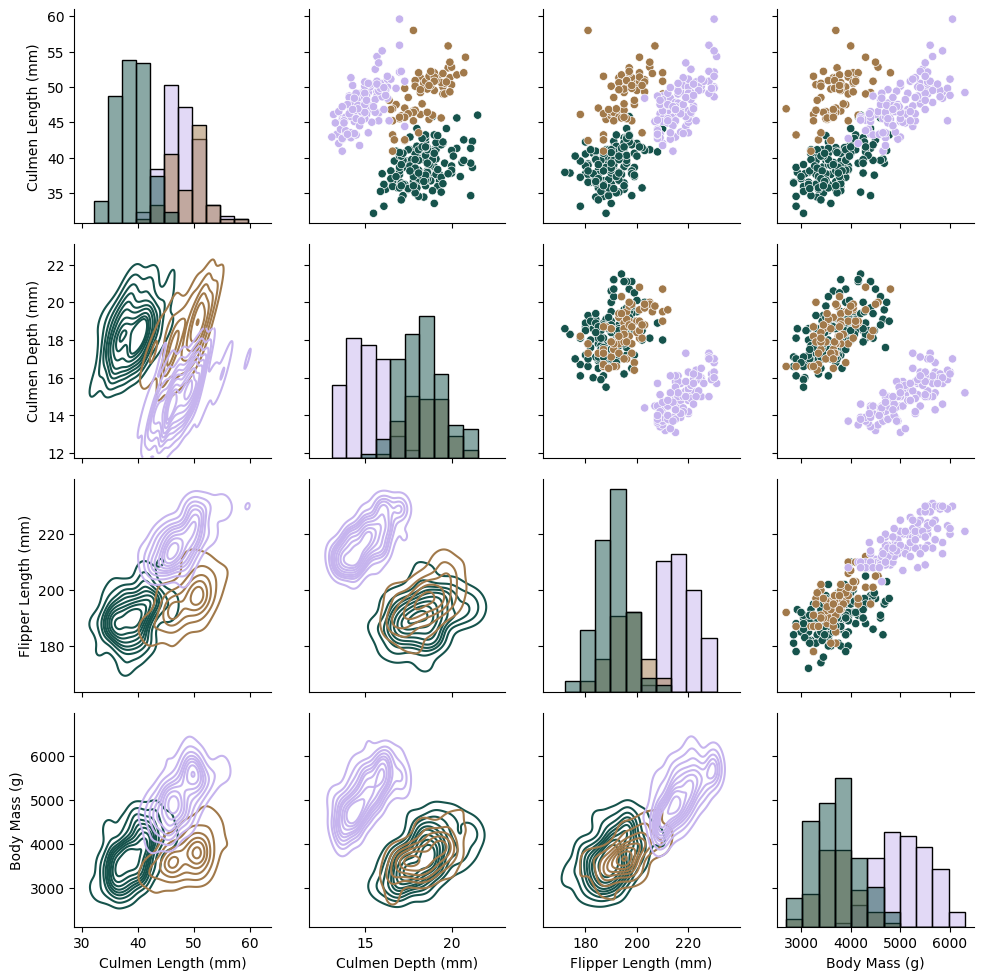 60
55
50
45
40
35
Culmen Length (mm)
22
20
18
16
14
12
Culmen Depth (mm)
220
200
180
Flipper Length (mm)
6000
5000
4000
3000
Body Mass (g)
30 40 50 60
15 20
180 200 220
3000 4000 5000 6000
Culmen Length (mm)
Culmen Depth (mm)
Flipper Length (mm)
Body Mass (g)